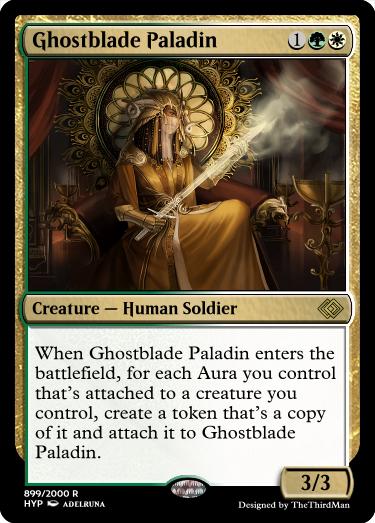 Ghostblade Paladin 1
Creature — Human Soldier
When Ghostblade Paladin enters the
battlefield, for each Aura you control
that's attached to a creature you
control, create a token that's a copy
of it and attach it to Ghostblade
Paladin.
3/3
899/2000 R
HYP ADELRUNA
Designed by TheThirdMan